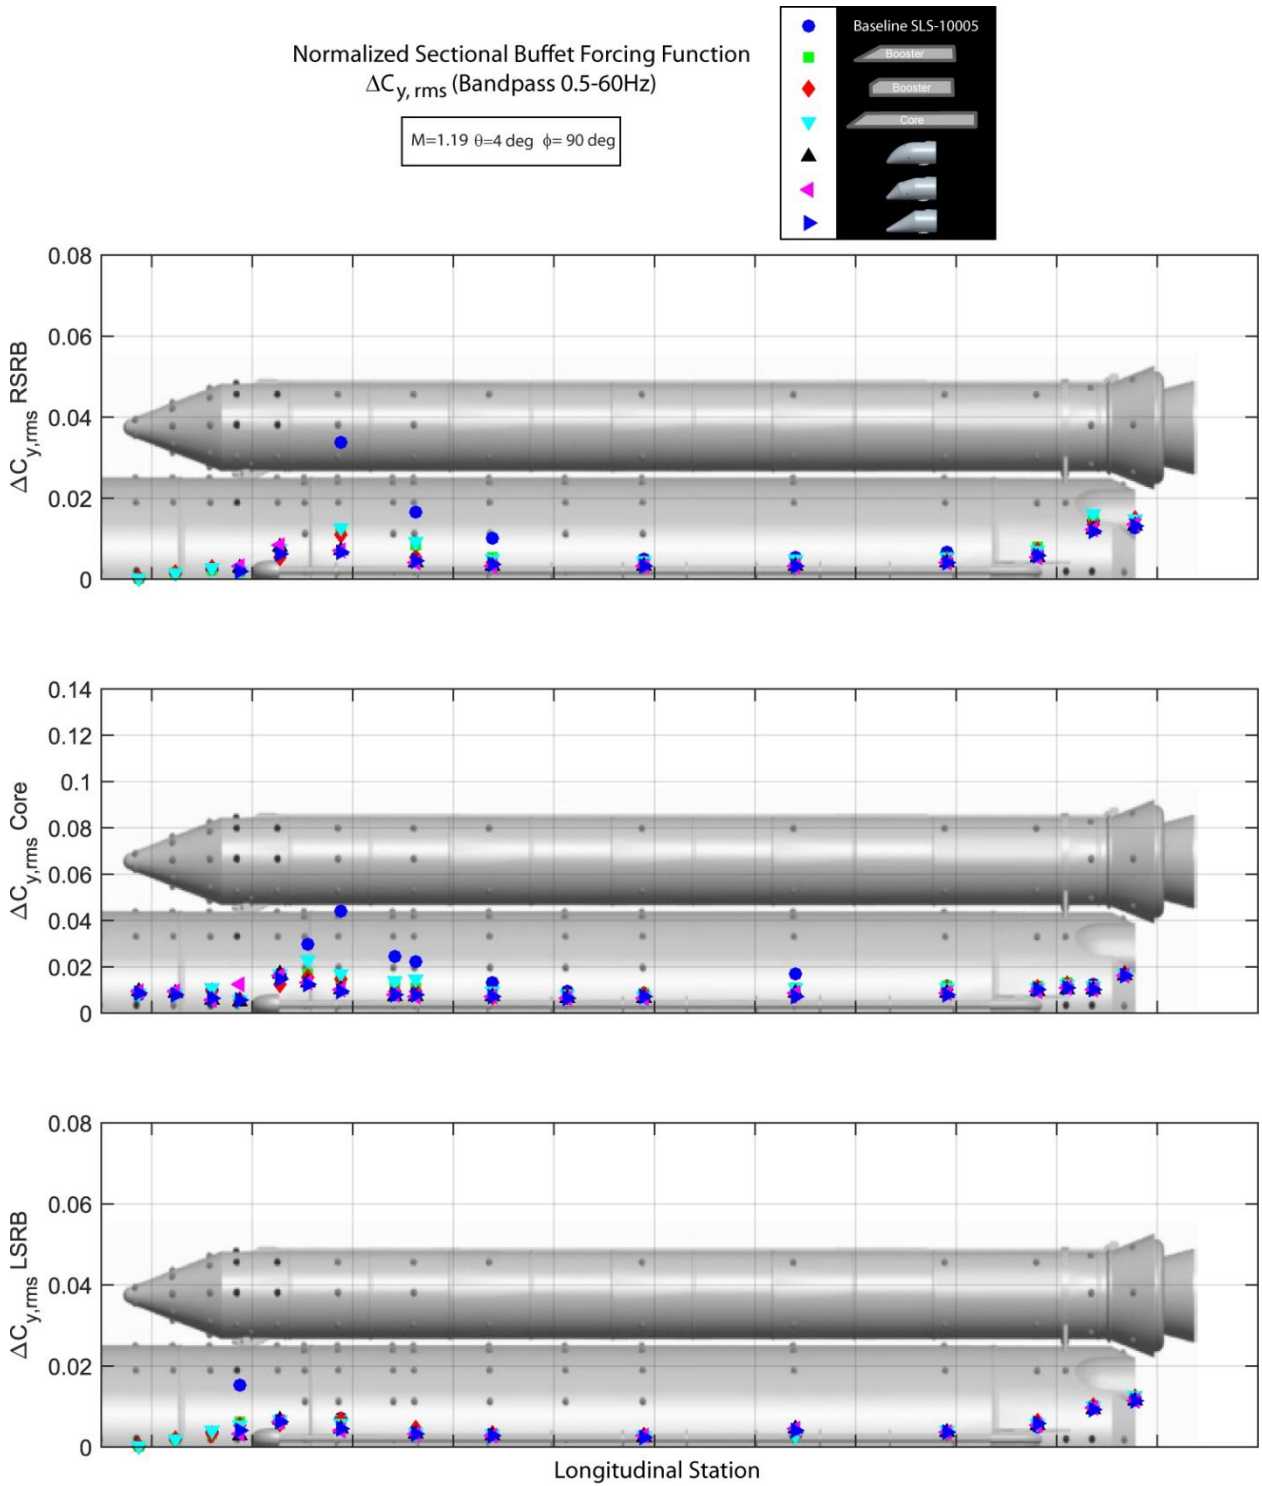 Normalized Sectional Buffet Forcing Function
ΔCy, rms (Bandpass 0.5-60Hz)
M=1.19 θ=4 deg ϕ= 90 deg
Baseline SLS-10005
Booster
Booster
Core
0.08
0.06
0.04
0.02
0
ΔCy,rms RSRB
0.14
0.12
0.1
0.08
0.06
0.04
0.02
0
ΔCy,rms Core
0.08
0.06
0.04
0.02
0
ΔCy,rms LSRB
Longitudinal Station